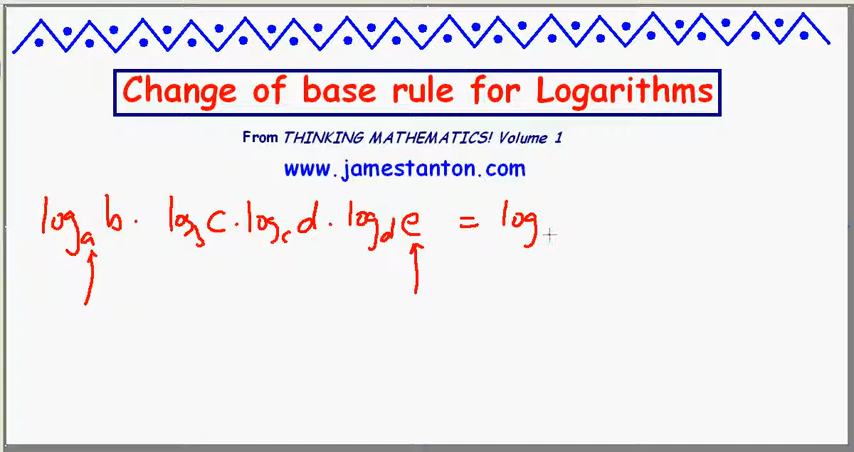 Change of base rule for Logarithms
From THINKING MATHEMATICS! Volume 1
www.jamestanton.com
log_a b · log_b c · log_c d · log_d e = log